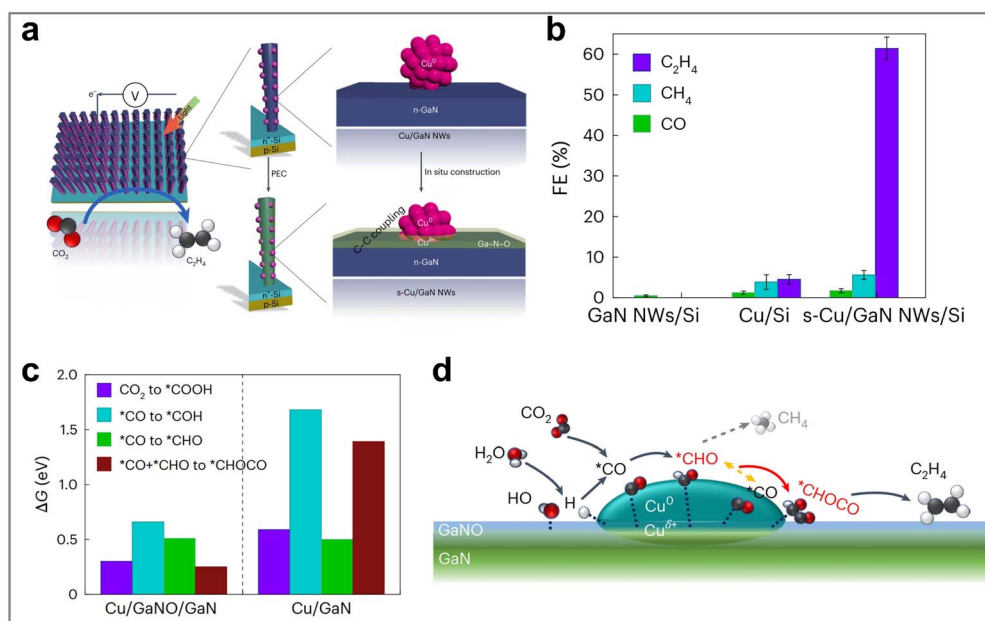 a
e⁻
V
Light
CO₂
C₂H₄
n⁺-Si
p-Si
PEC
n⁺-Si
p-Si
Cu⁰
n-GaN
Cu/GaN NWs
In situ construction
C–C coupling
Cu⁰
Cuᵟ⁺
Ga–N–O
n-GaN
s-Cu/GaN NWs
b
FE (%)
60
50
40
30
20
10
0
C₂H₄
CH₄
CO
GaN NWs/Si
Cu/Si
s-Cu/GaN NWs/Si
c
ΔG (eV)
2.0
1.5
1.0
0.5
0
CO₂ to *COOH
*CO to *COH
*CO to *CHO
*CO+*CHO to *CHOCO
Cu/GaNO/GaN
Cu/GaN
d
CO₂
H₂O
HO
H
*CO
*CHO
CH₄
*CO
*CHOCO
C₂H₄
Cu⁰
Cuᵟ⁺
GaNO
GaN